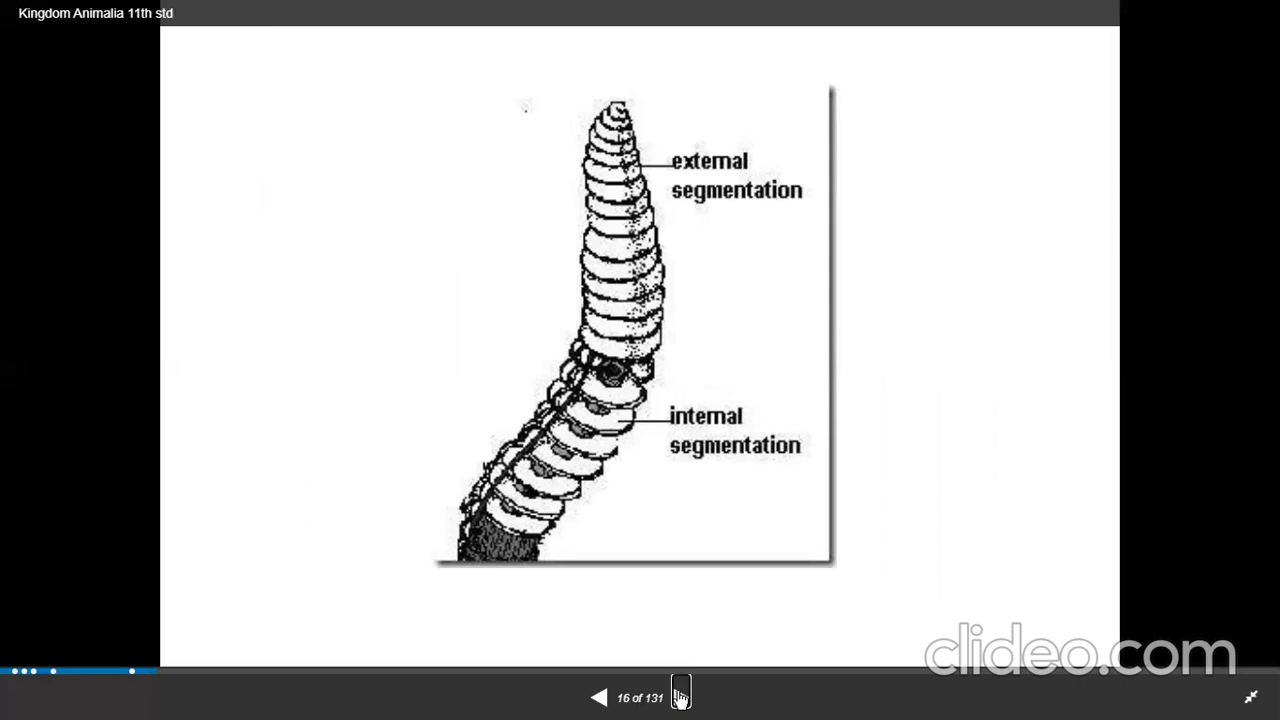 Kingdom Animalia 11th std
external
segmentation
internal
segmentation
clideo.com
16 of 131